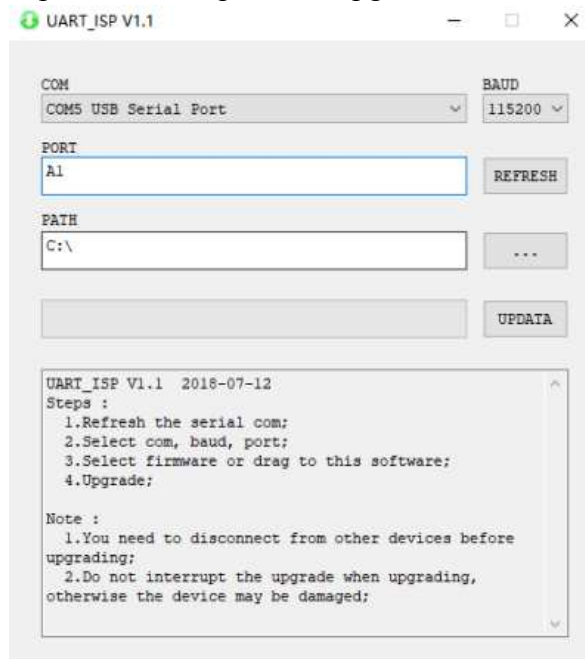 UART_ISP V1.1
COM
BAUD
COM5 USB Serial Port
115200
PORT
A1
REFRESH
PATH
C:\
...
UPDATA
UART_ISP V1.1 2018-07-12
Steps :
1.Refresh the serial com;
2.Select com, baud, port;
3.Select firmware or drag to this software;
4.Upgrade;
Note :
1.You need to disconnect from other devices before
upgrading;
2.Do not interrupt the upgrade when upgrading,
otherwise the device may be damaged;